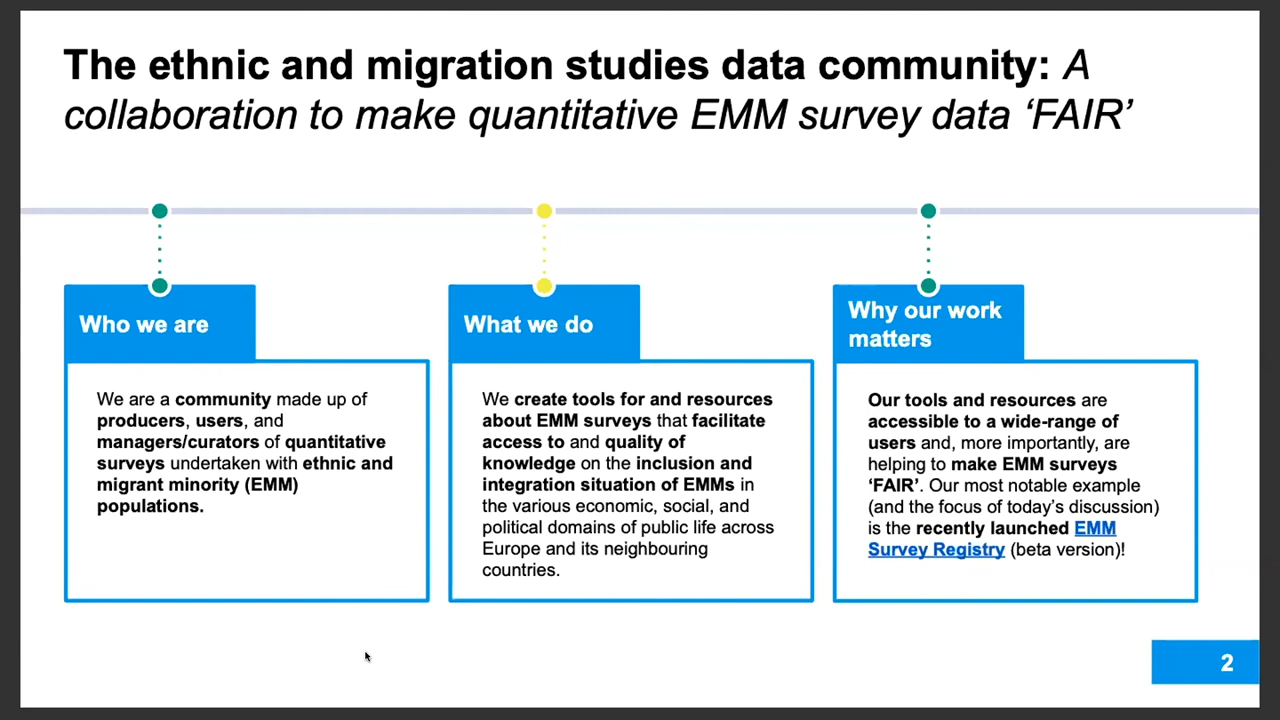 The ethnic and migration studies data community: A
collaboration to make quantitative EMM survey data ‘FAIR’
Who we are
We are a community made up of
producers, users, and
managers/curators of quantitative
surveys undertaken with ethnic and
migrant minority (EMM)
populations.
What we do
We create tools for and resources
about EMM surveys that facilitate
access to and quality of
knowledge on the inclusion and
integration situation of EMMs in
the various economic, social, and
political domains of public life across
Europe and its neighbouring
countries.
Why our work
matters
Our tools and resources are
accessible to a wide-range of
users and, more importantly, are
helping to make EMM surveys
‘FAIR’. Our most notable example
(and the focus of today’s discussion)
is the recently launched EMM
Survey Registry (beta version)!
2